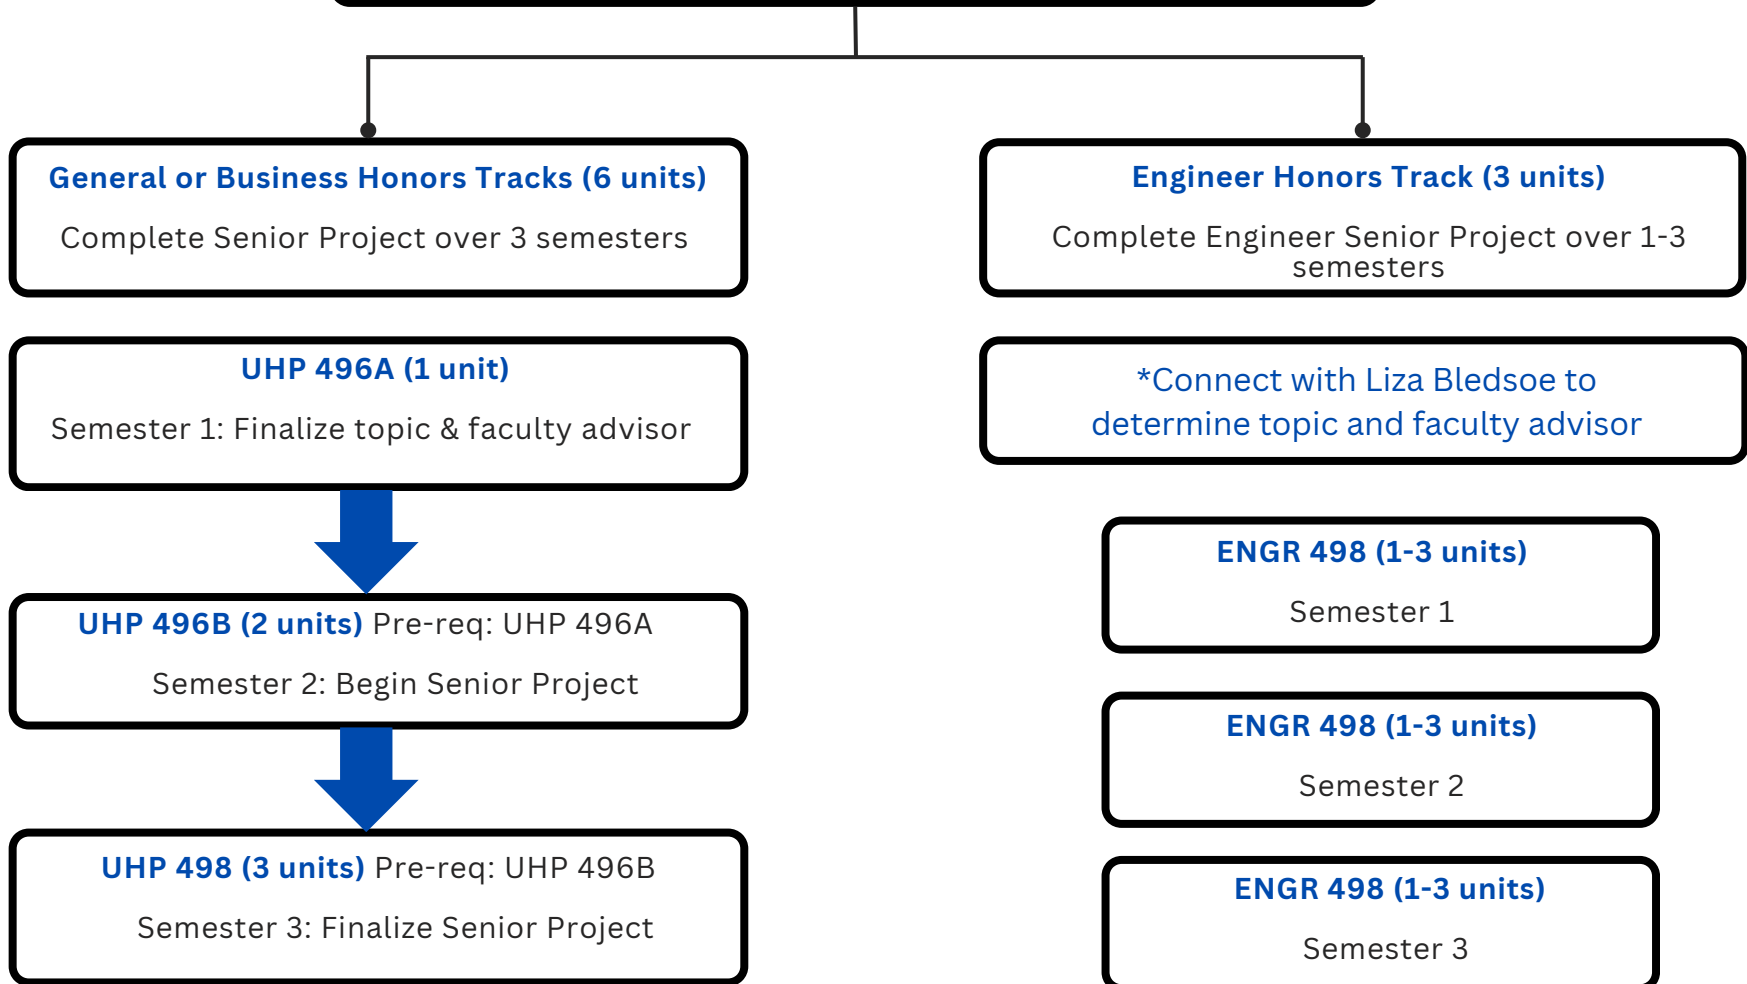 General or Business Honors Tracks (6 units)
Complete Senior Project over 3 semesters
UHP 496A (1 unit)
Semester 1: Finalize topic & faculty advisor
UHP 496B (2 units) Pre-req: UHP 496A
Semester 2: Begin Senior Project
UHP 498 (3 units) Pre-req: UHP 496B
Semester 3: Finalize Senior Project
Engineer Honors Track (3 units)
Complete Engineer Senior Project over 1-3
semesters
*Connect with Liza Bledsoe to
determine topic and faculty advisor
ENGR 498 (1-3 units)
Semester 1
ENGR 498 (1-3 units)
Semester 2
ENGR 498 (1-3 units)
Semester 3